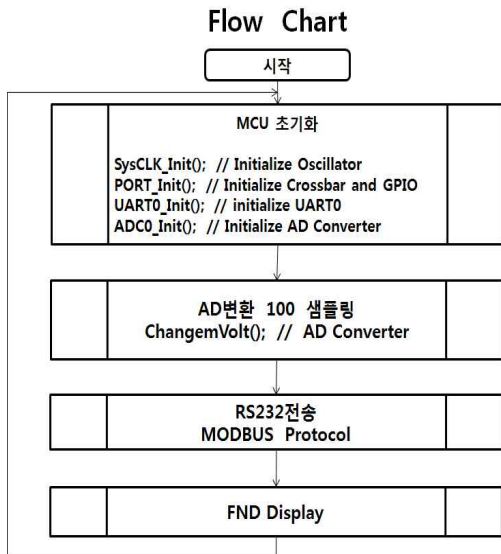 Flow Chart
시작
MCU 초기화
SysCLK_Init(); // Initialize Oscillator
PORT_Init(); // Initialize Crossbar and GPIO
UART0_Init(); // initialize UART0
ADC0_Init(); // Initialize AD Converter
AD변환 100 샘플링
ChangemVolt(); // AD Converter
RS232전송
MODBUS Protocol
FND Display